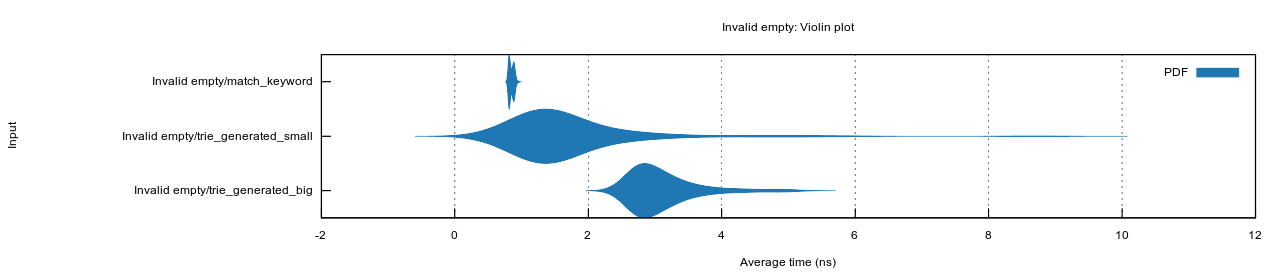 Invalid empty: Violin plot
PDF
Input
Invalid empty/match_keyword
Invalid empty/trie_generated_small
Invalid empty/trie_generated_big
-2 0 2 4 6 8 10 12
Average time (ns)